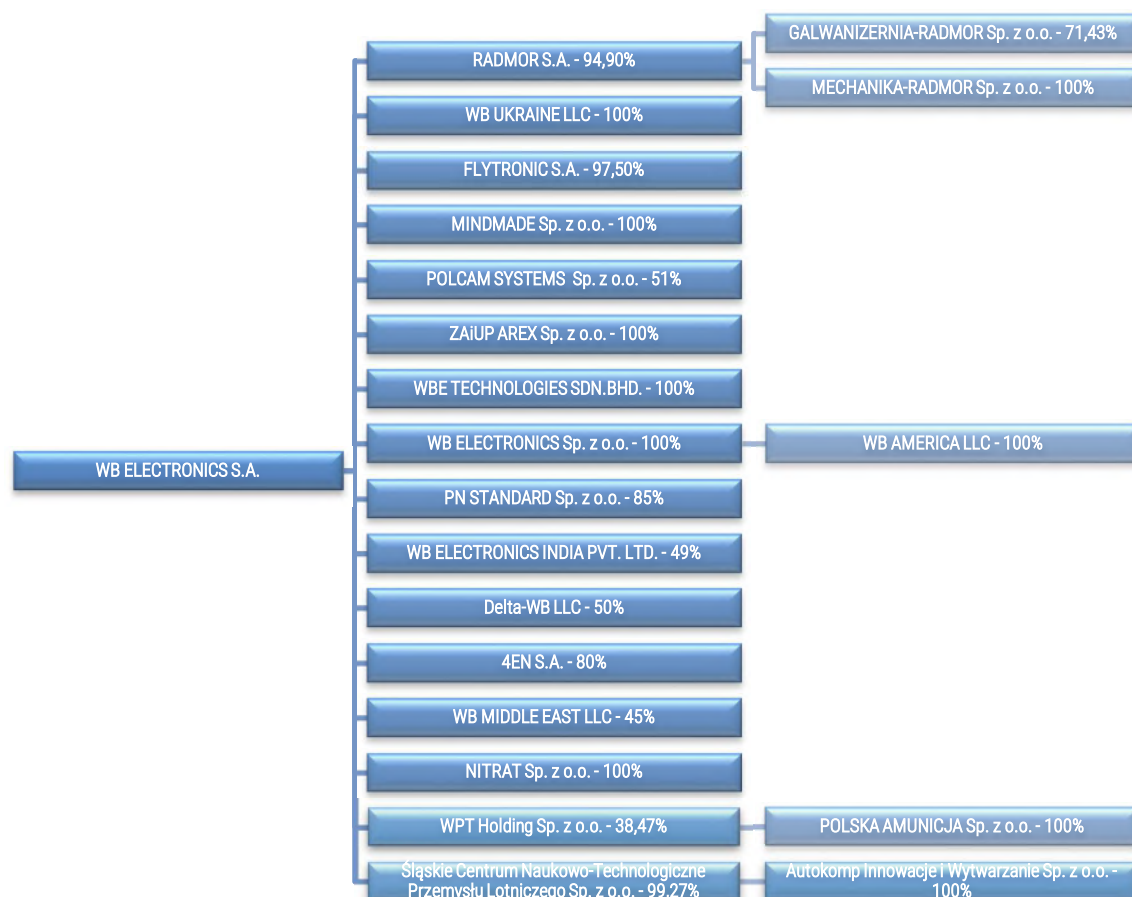 GALWANIZERNIA-RADMOR Sp. z o.o. - 71,43%
RADMOR S.A. - 94,90%
MECHANIKA-RADMOR Sp. z o.o. - 100%
WB UKRAINE LLC - 100%
FLYTRONIC S.A. - 97,50%
MINDMADE Sp. z o.o. - 100%
POLCAM SYSTEMS  Sp. z o.o. - 51%
ZAiUP AREX Sp. z o.o. - 100%
WBE TECHNOLOGIES SDN.BHD. - 100%
WB ELECTRONICS Sp. z o.o. - 100%
WB AMERICA LLC - 100%
WB ELECTRONICS S.A.
PN STANDARD Sp. z o.o. - 85%
WB ELECTRONICS INDIA PVT. LTD. - 49%
Delta-WB LLC - 50%
4EN S.A. - 80%
WB MIDDLE EAST LLC - 45%
NITRAT Sp. z o.o. - 100%
WPT Holding Sp. z o.o. - 38,47%
POLSKA AMUNICJA Sp. z o.o. - 100%
Śląskie Centrum Naukowo-Technologiczne
Przemysłu Lotniczego Sp. z o.o. - 99,27%
Autokomp Innowacje i Wytwarzanie Sp. z o.o. -
100%